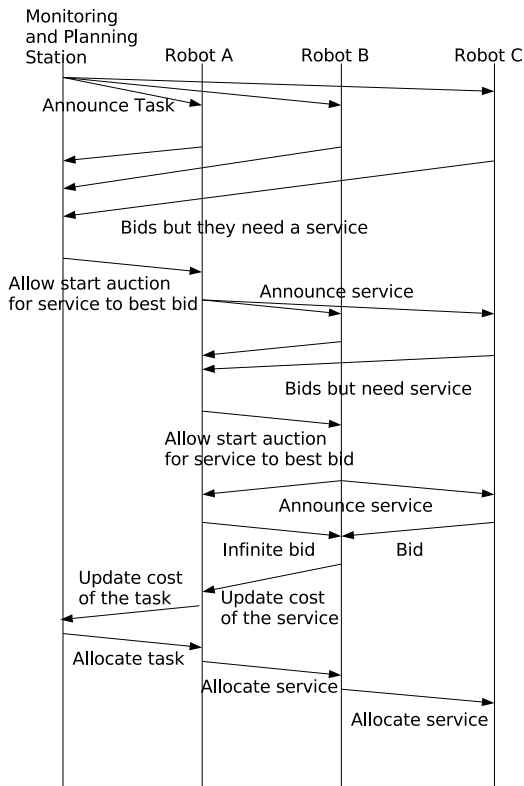 Monitoring
and Planning
Station
Robot A
Robot B
Robot C
Announce Task
Bids but they need a service
Allow start auction
for service to best bid
Announce service
Bids but need service
Allow start auction
for service to best bid
Announce service
Infinite bid
Bid
Update cost
of the task
Update cost
of the service
Allocate task
Allocate service
Allocate service